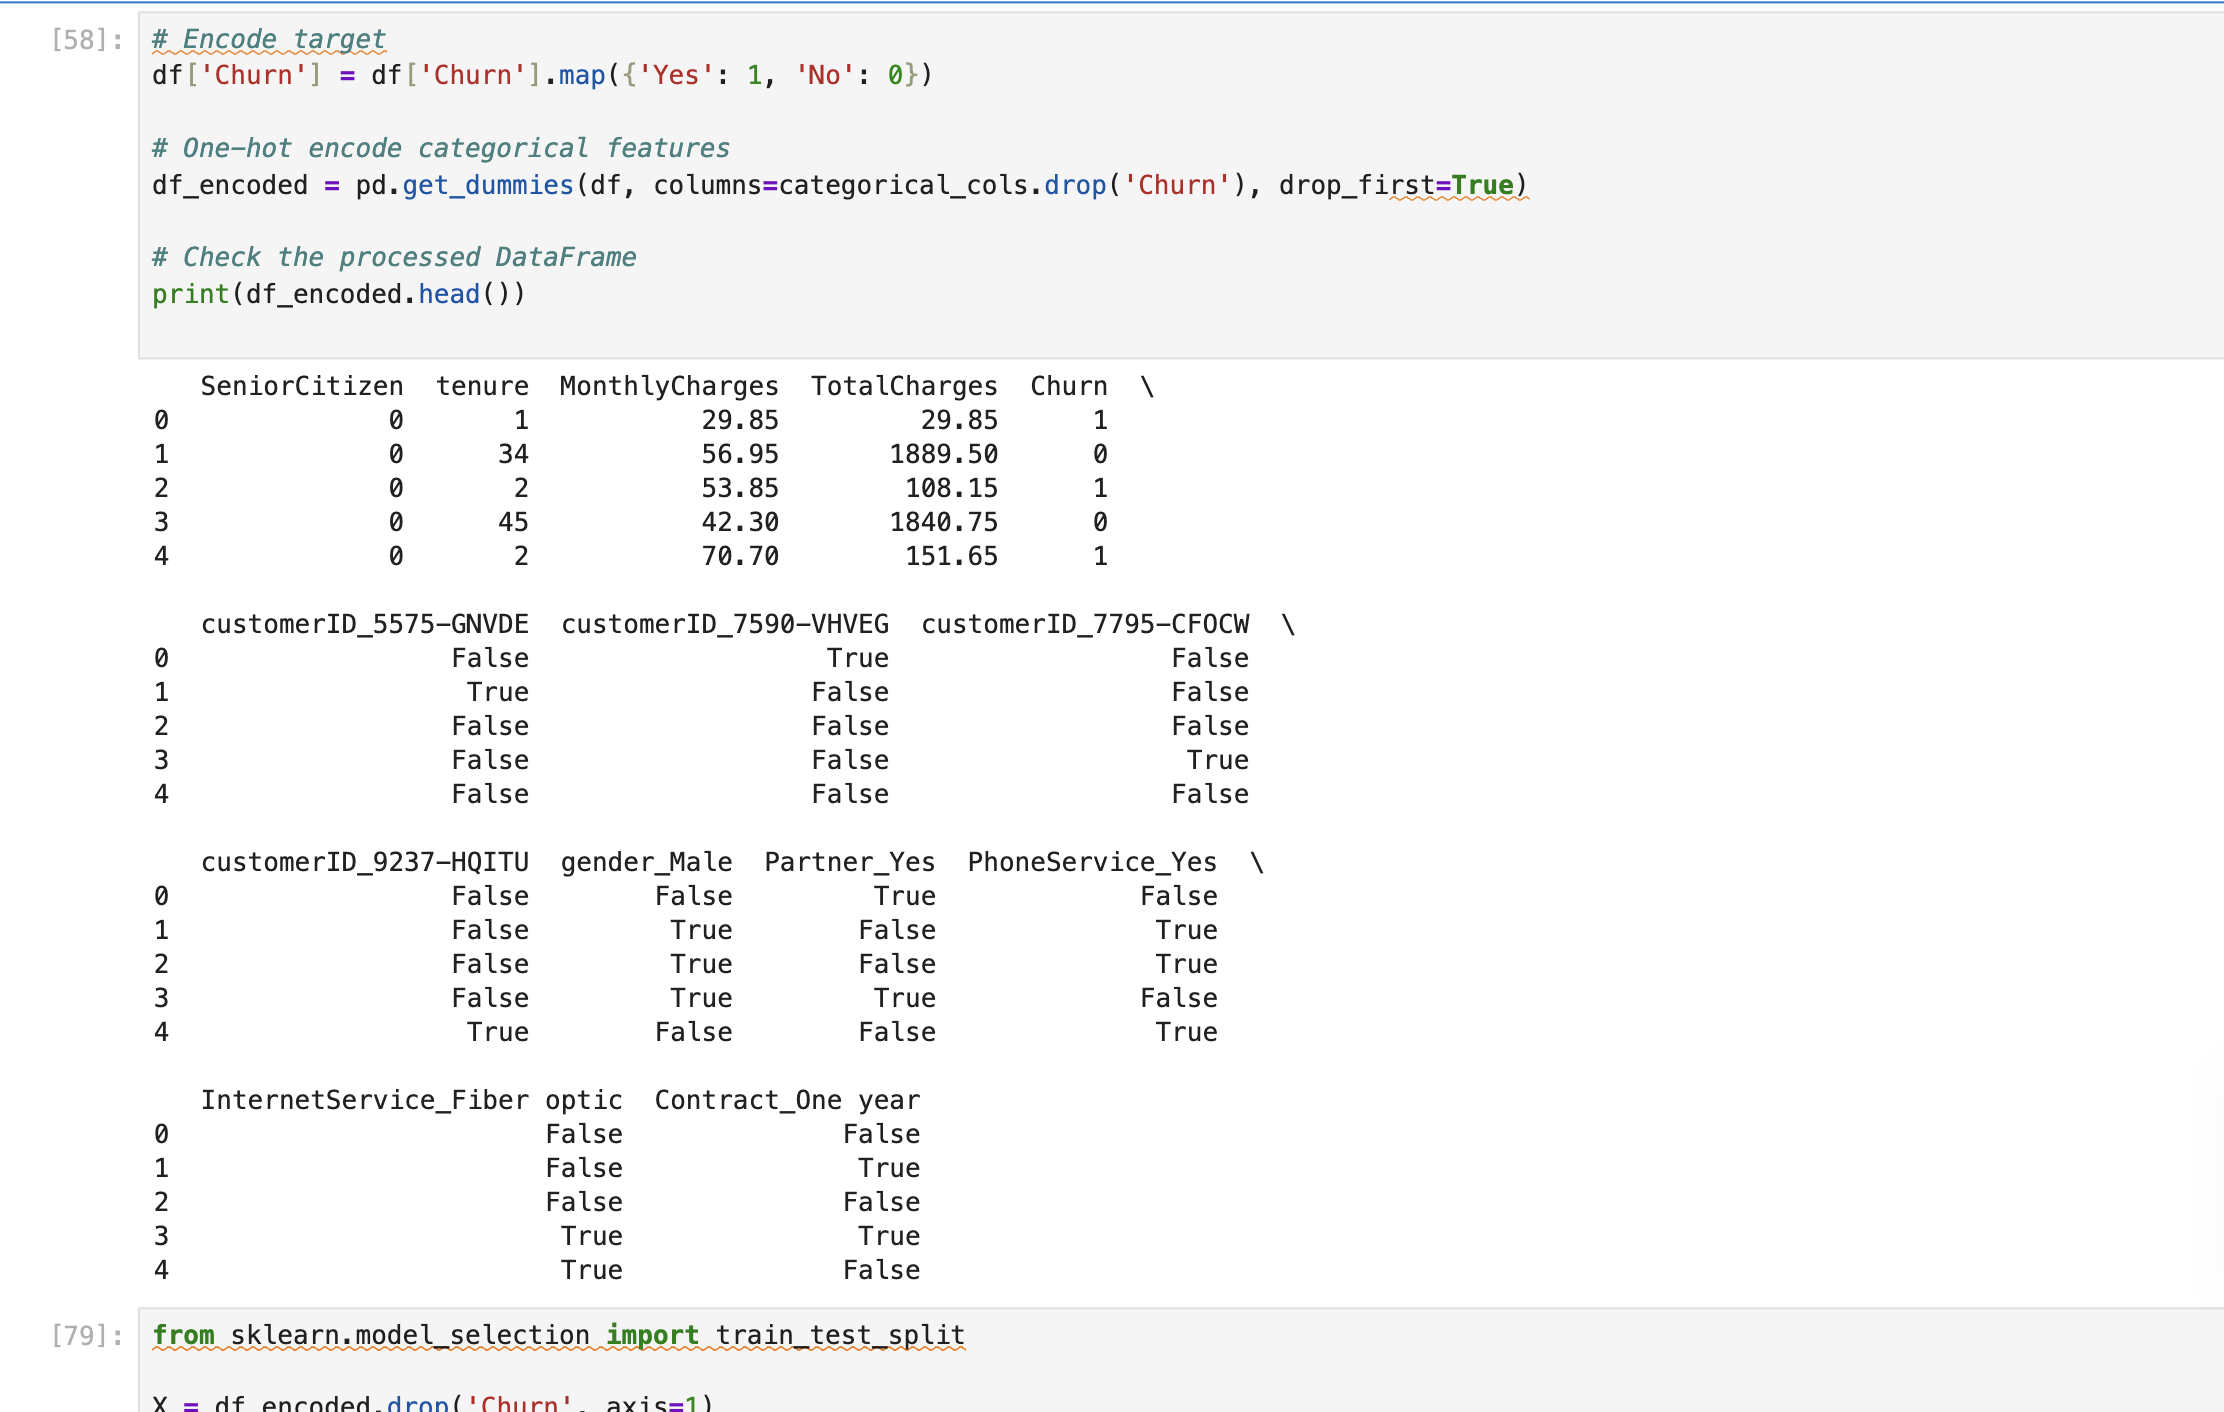 [58]:
# Encode target
df['Churn'] = df['Churn'].map({'Yes': 1, 'No': 0})
# One-hot encode categorical features
df_encoded = pd.get_dummies(df, columns=categorical_cols.drop('Churn'), drop_first=True)
# Check the processed DataFrame
print(df_encoded.head())
   SeniorCitizen  tenure  MonthlyCharges  TotalCharges  Churn  \
0              0       1           29.85         29.85      1
1              0      34           56.95       1889.50      0
2              0       2           53.85        108.15      1
3              0      45           42.30       1840.75      0
4              0       2           70.70        151.65      1
   customerID_5575-GNVDE  customerID_7590-VHVEG  customerID_7795-CFOCW  \
0                  False                   True                  False
1                   True                  False                  False
2                  False                  False                  False
3                  False                  False                   True
4                  False                  False                  False
   customerID_9237-HQITU  gender_Male  Partner_Yes  PhoneService_Yes  \
0                  False        False         True             False
1                  False         True        False              True
2                  False         True        False              True
3                  False         True         True             False
4                   True        False        False              True
   InternetService_Fiber optic  Contract_One year
0                        False              False
1                        False               True
2                        False              False
3                         True               True
4                         True              False
[79]:
from sklearn.model_selection import train_test_split
X = df_encoded.drop('Churn', axis=1)